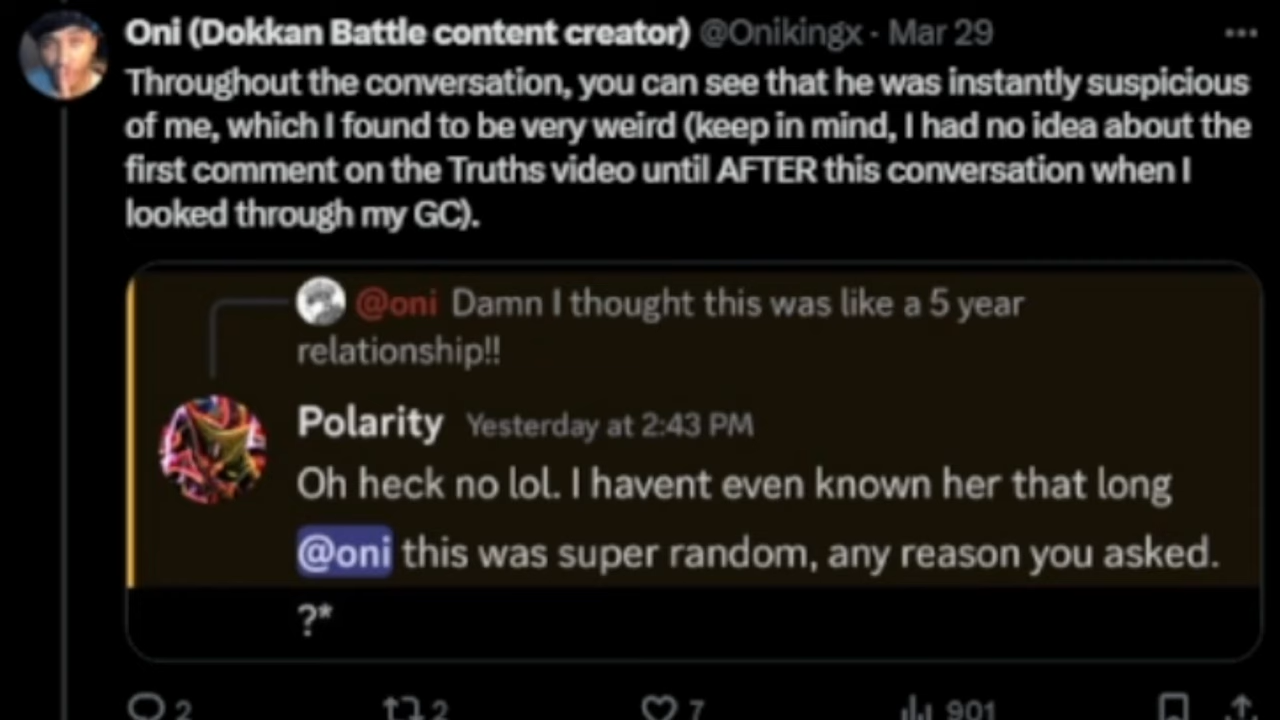 Oni (Dokkan Battle content creator) @Onikingx · Mar 29
Throughout the conversation, you can see that he was instantly suspicious
of me, which I found to be very weird (keep in mind, I had no idea about the
first comment on the Truths video until AFTER this conversation when I
looked through my GC).
@oni Damn I thought this was like a 5 year
relationship!!
Polarity Yesterday at 2:43 PM
Oh heck no lol. I havent even known her that long
@oni this was super random, any reason you asked.
?*
2 2 7 901